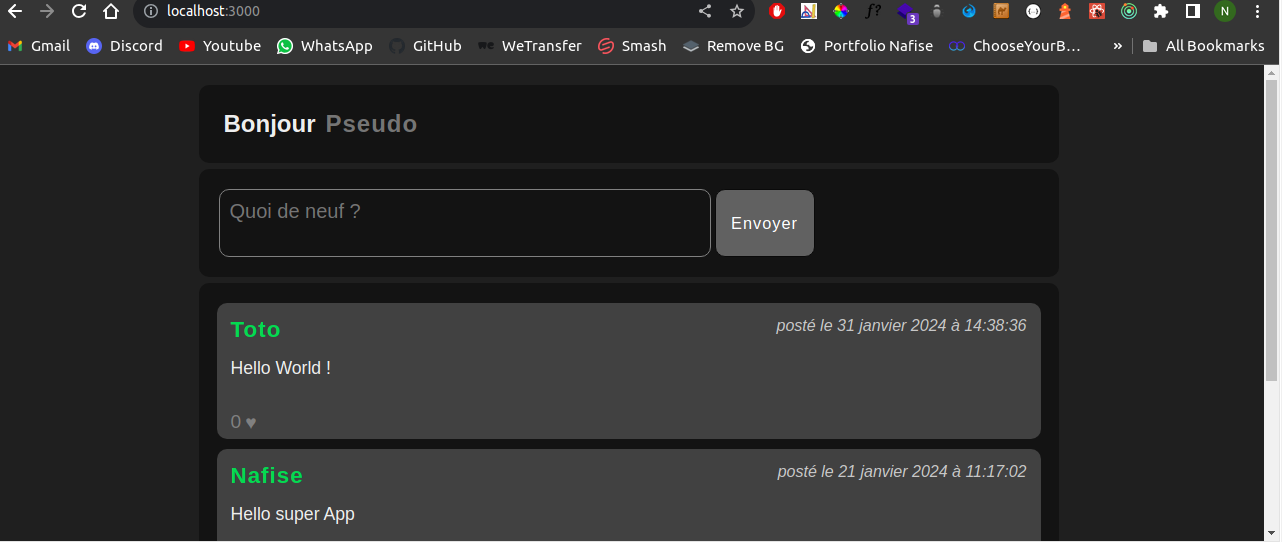 localhost:3000
f?
3
N
Gmail Discord Youtube WhatsApp GitHub we WeTransfer Smash Remove BG Portfolio Nafise ChooseYourB… » All Bookmarks
Bonjour Pseudo
Quoi de neuf ?
Envoyer
Toto posté le 31 janvier 2024 à 14:38:36
Hello World !
0 ♥
Nafise posté le 21 janvier 2024 à 11:17:02
Hello super App